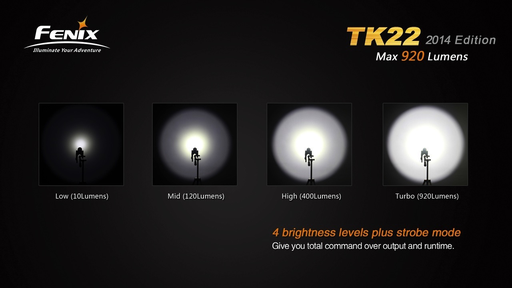 FENIX
Illuminate Your Adventure
TK22 2014 Edition
Max 920 Lumens
Low (10Lumens)
Mid (120Lumens)
High (400Lumens)
Turbo (920Lumens)
4 brightness levels plus strobe mode
Give you total command over output and runtime.